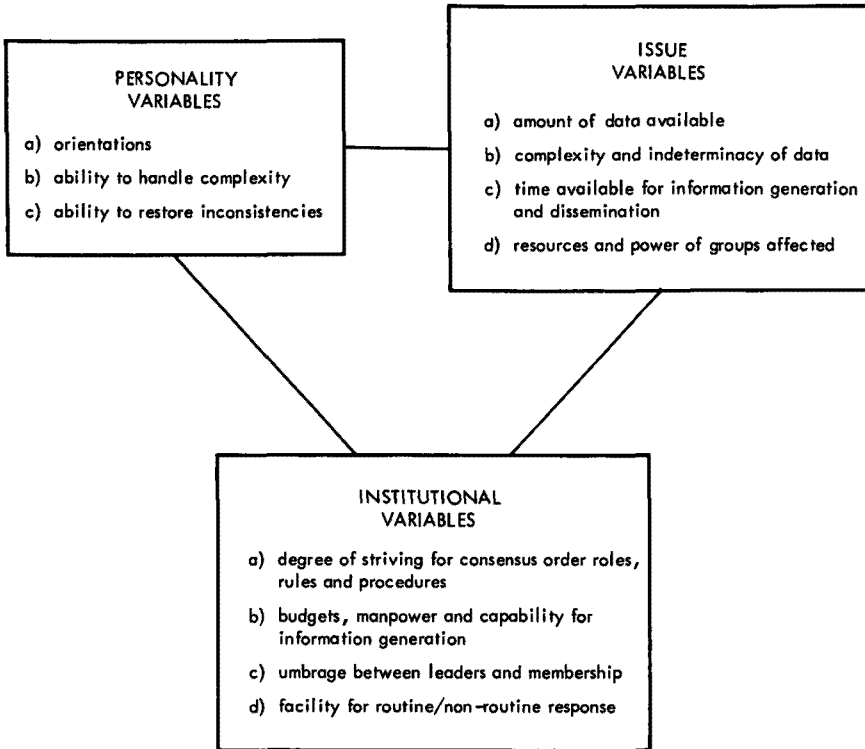 PERSONALITY
VARIABLES
a) orientations
b) ability to handle complexity
c) ability to restore inconsistencies
ISSUE
VARIABLES
a) amount of data available
b) complexity and indeterminacy of data
c) time available for information generation
and dissemination
d) resources and power of groups affected
INSTITUTIONAL
VARIABLES
a) degree of striving for consensus order roles,
rules and procedures
b) budgets, manpower and capability for
information generation
c) umbrage between leaders and membership
d) facility for routine/non-routine response